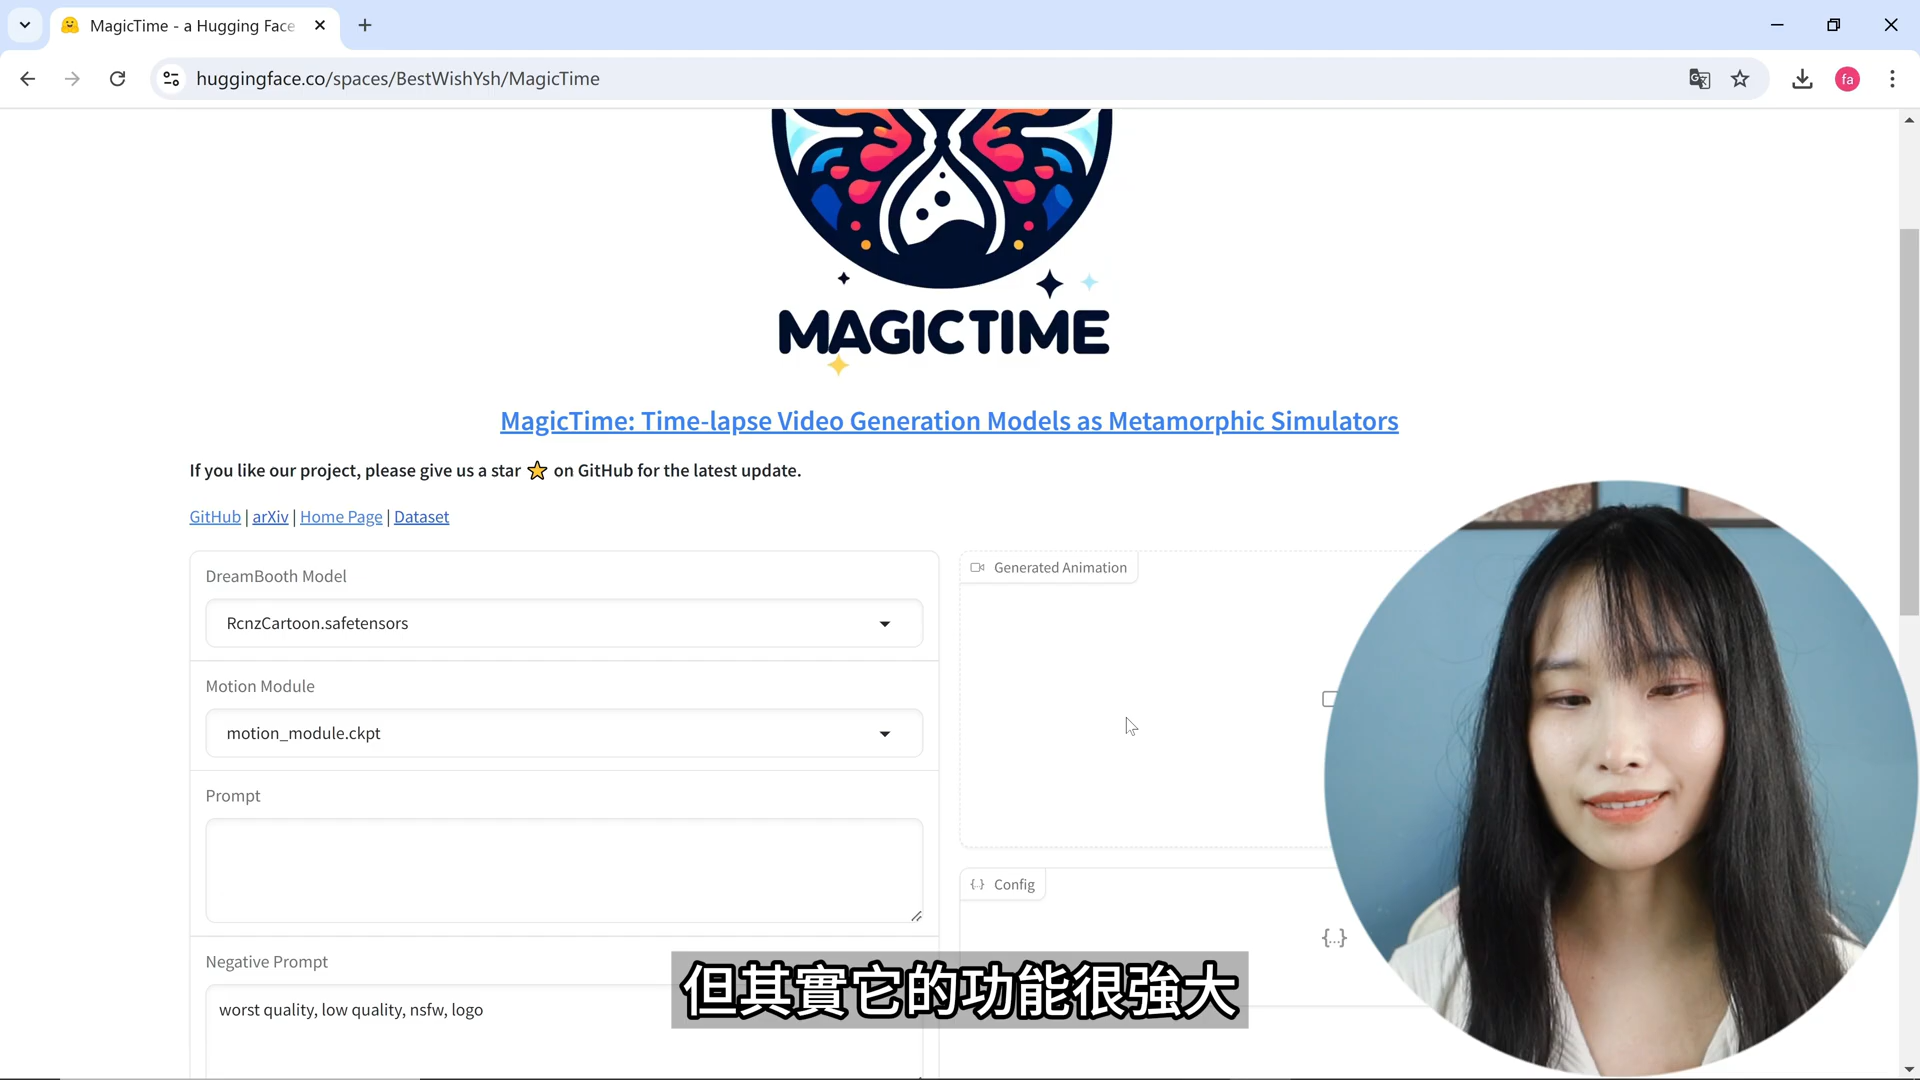 MagicTime - a Hugging Face
huggingface.co/spaces/BestWishYsh/MagicTime
fa
MAGICTIME
MagicTime: Time-lapse Video Generation Models as Metamorphic Simulators
If you like our project, please give us a star ⭐ on GitHub for the latest update.
GitHub | arXiv | Home Page | Dataset
DreamBooth Model
RcnzCartoon.safetensors
Motion Module
motion_module.ckpt
Prompt
Negative Prompt
worst quality, low quality, nsfw, logo
Generated Animation
{..} Config
{...}
但其實它的功能很強大